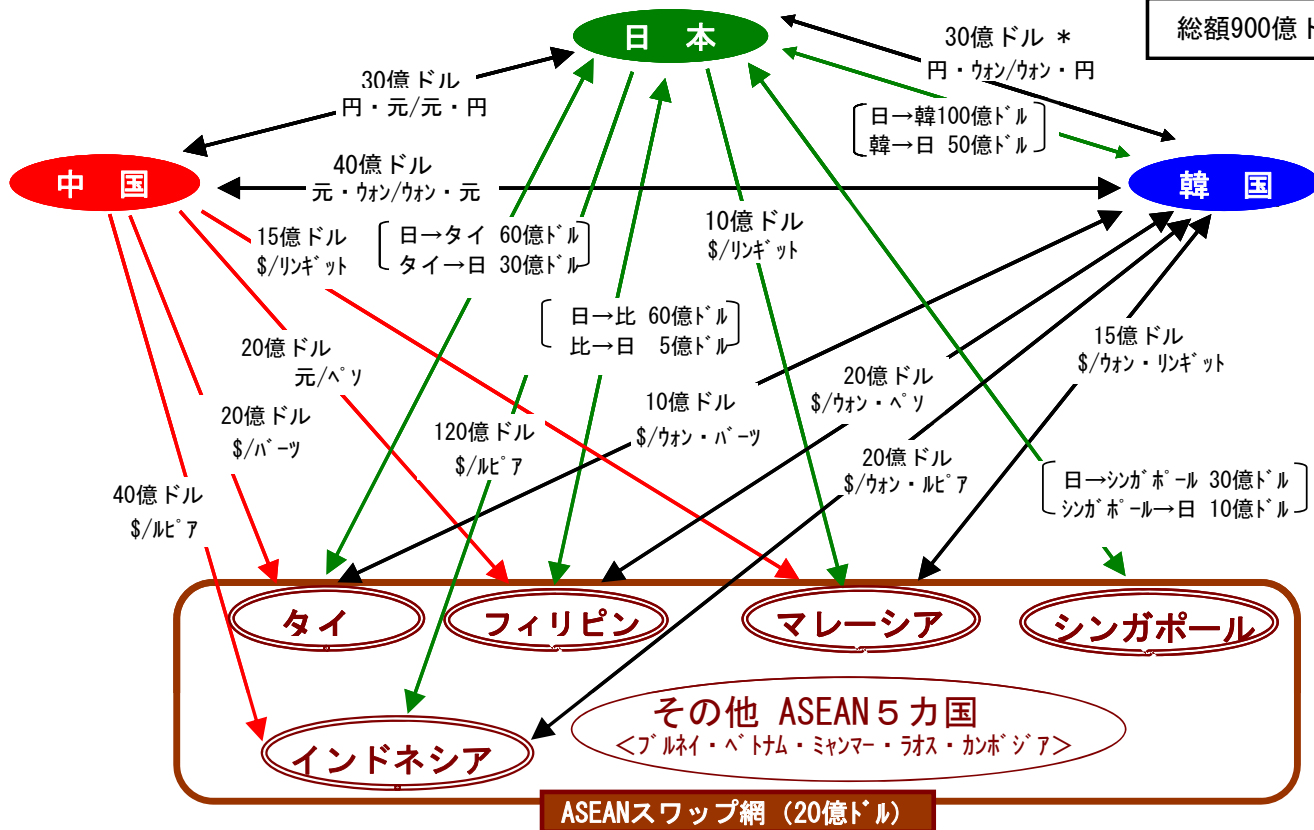 総額900億ド
日 本
30億ドル *
円・ウォン/ウォン・円
30億ドル
円・元/元・円
日→韓100億ドル
韓→日 50億ドル
中 国
40億ドル
元・ウォン/ウォン・元
韓 国
15億ドル
$/リンギット
日→タイ 60億ドル
タイ→日 30億ドル
10億ドル
$/リンギット
日→比 60億ドル
比→日 5億ドル
20億ドル
元/ペソ
15億ドル
$/ウォン・リンギット
20億ドル
$/ウォン・ペソ
20億ドル
$/バーツ
10億ドル
$/ウォン・バーツ
120億ドル
$/ルピア
20億ドル
$/ウォン・ルピア
日→シンガポール 30億ドル
シンガポール→日 10億ドル
40億ドル
$/ルピア
タイ
フィリピン
マレーシア
シンガポール
インドネシア
その他 ASEAN5カ国
<ブルネイ・ベトナム・ミャンマー・ラオス・カンボジア>
ASEANスワップ網（20億ドル）